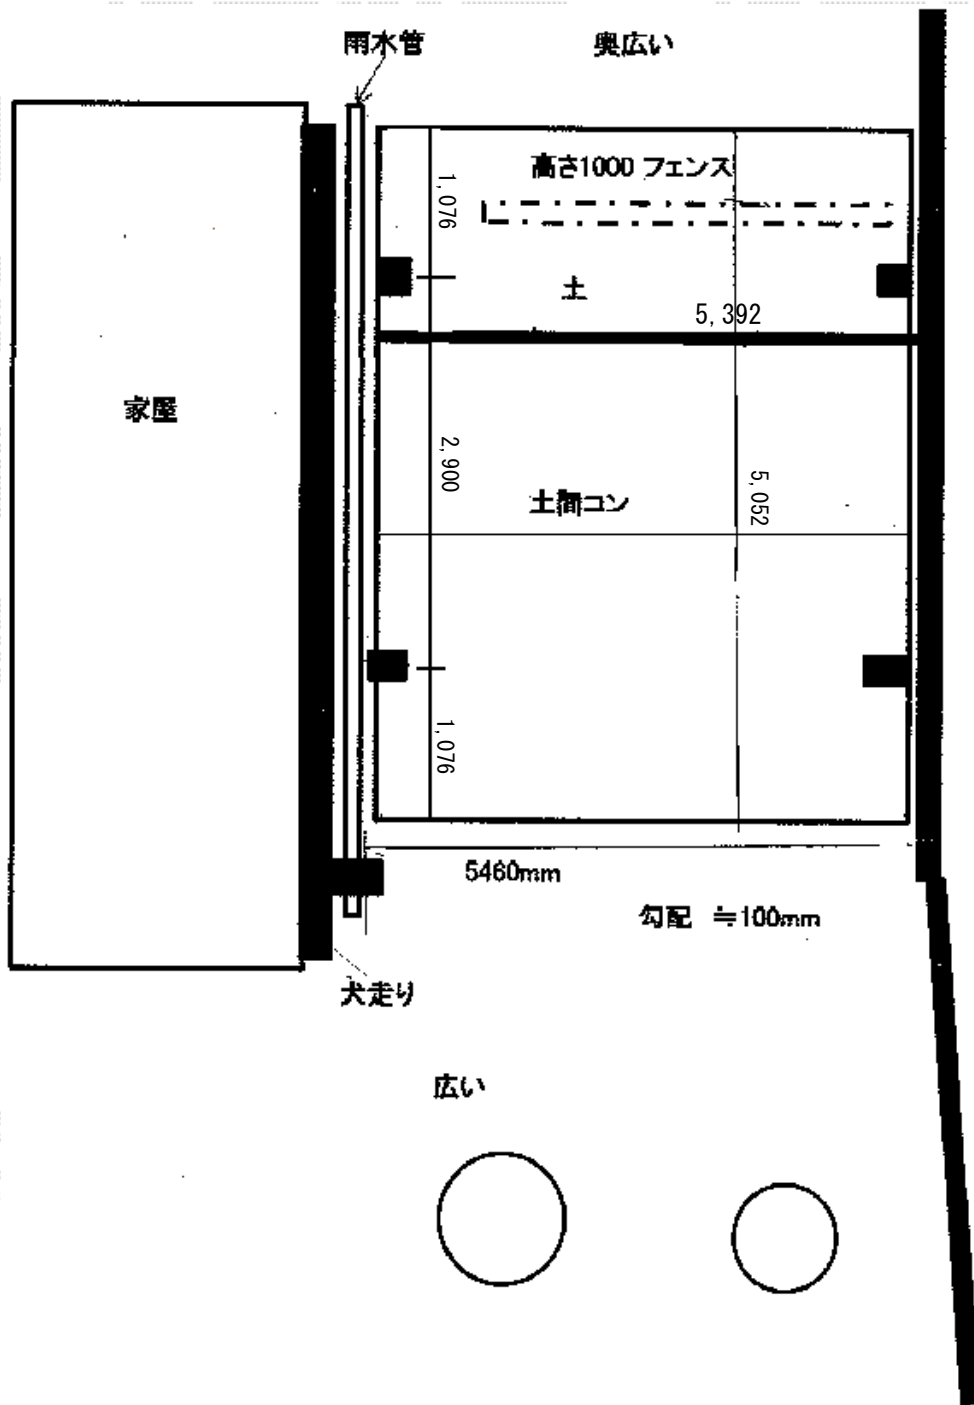 雨水管
奥広い
高さ1000 フェンス
1,076
土
5,392
家屋
2,900
土間コン
5,052
1,076
5460mm
勾配 ≒100mm
犬走り
広い